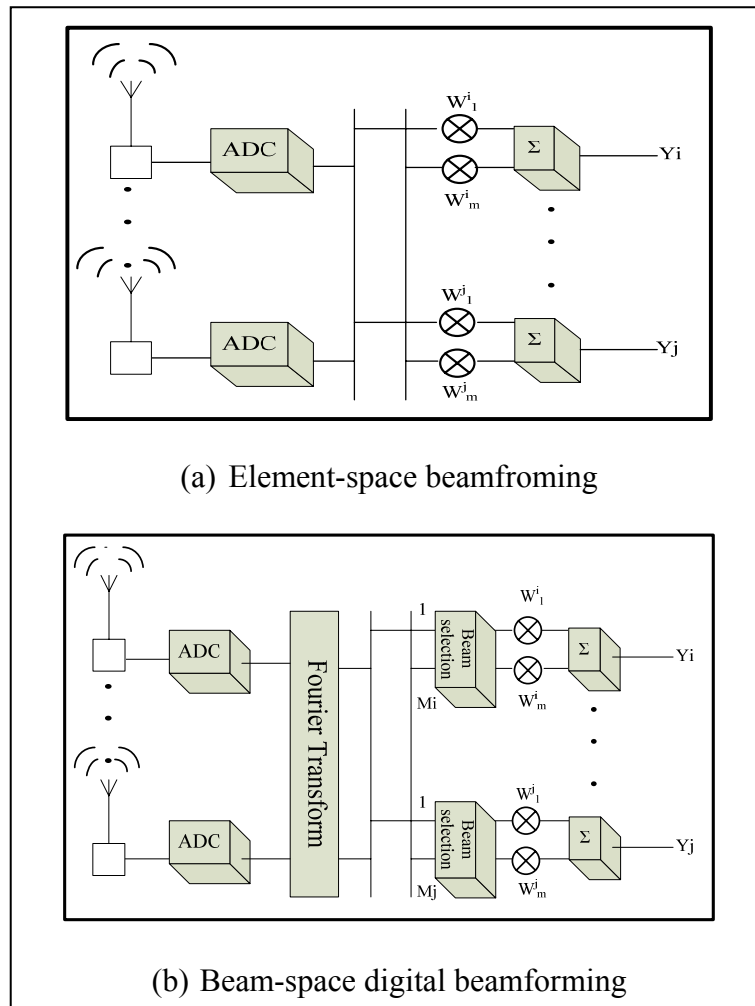 ADC
W^i_1
W^i_m
Σ
Yi
ADC
W^j_1
W^j_m
Σ
Yj
(a) Element-space beamfroming
ADC
Fourier Transform
1
Beam
selection
Mi
W^i_1
W^i_m
Σ
Yi
ADC
1
Beam
selection
Mj
W^j_1
W^j_m
Σ
Yj
(b) Beam-space digital beamforming